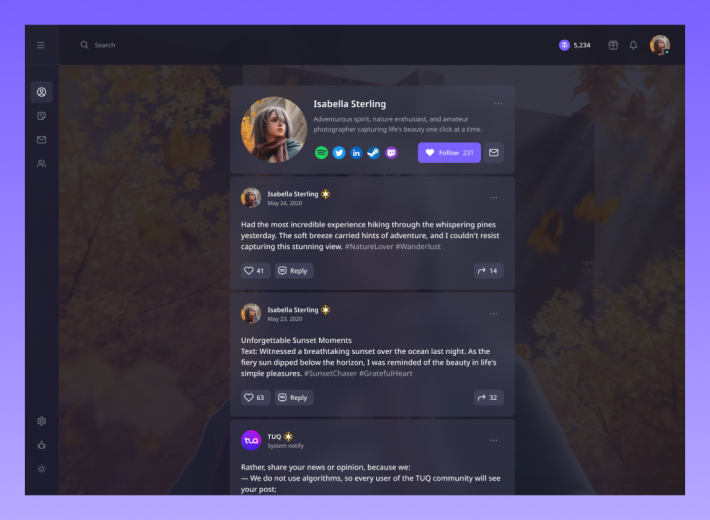 Search
5,234
Isabella Sterling
Adventurous spirit, nature enthusiast, and amateur
photographer capturing life's beauty one click at a time.
in
Follow 231
Isabella Sterling
May 24, 2020
Had the most incredible experience hiking through the whispering pines
yesterday. The soft breeze carried hints of adventure, and I couldn't resist
capturing this stunning view. #NatureLover #Wanderlust
41 Reply 14
Isabella Sterling
May 23, 2020
Unforgettable Sunset Moments
Text: Witnessed a breathtaking sunset over the ocean last night. As the
fiery sun dipped below the horizon, I was reminded of the beauty in life's
simple pleasures. #SunsetChaser #GratefulHeart
63 Reply 32
tuq
TUQ
System notify
Rather, share your news or opinion, because we:
— We do not use algorithms, so every user of the TUQ community will see
your post;